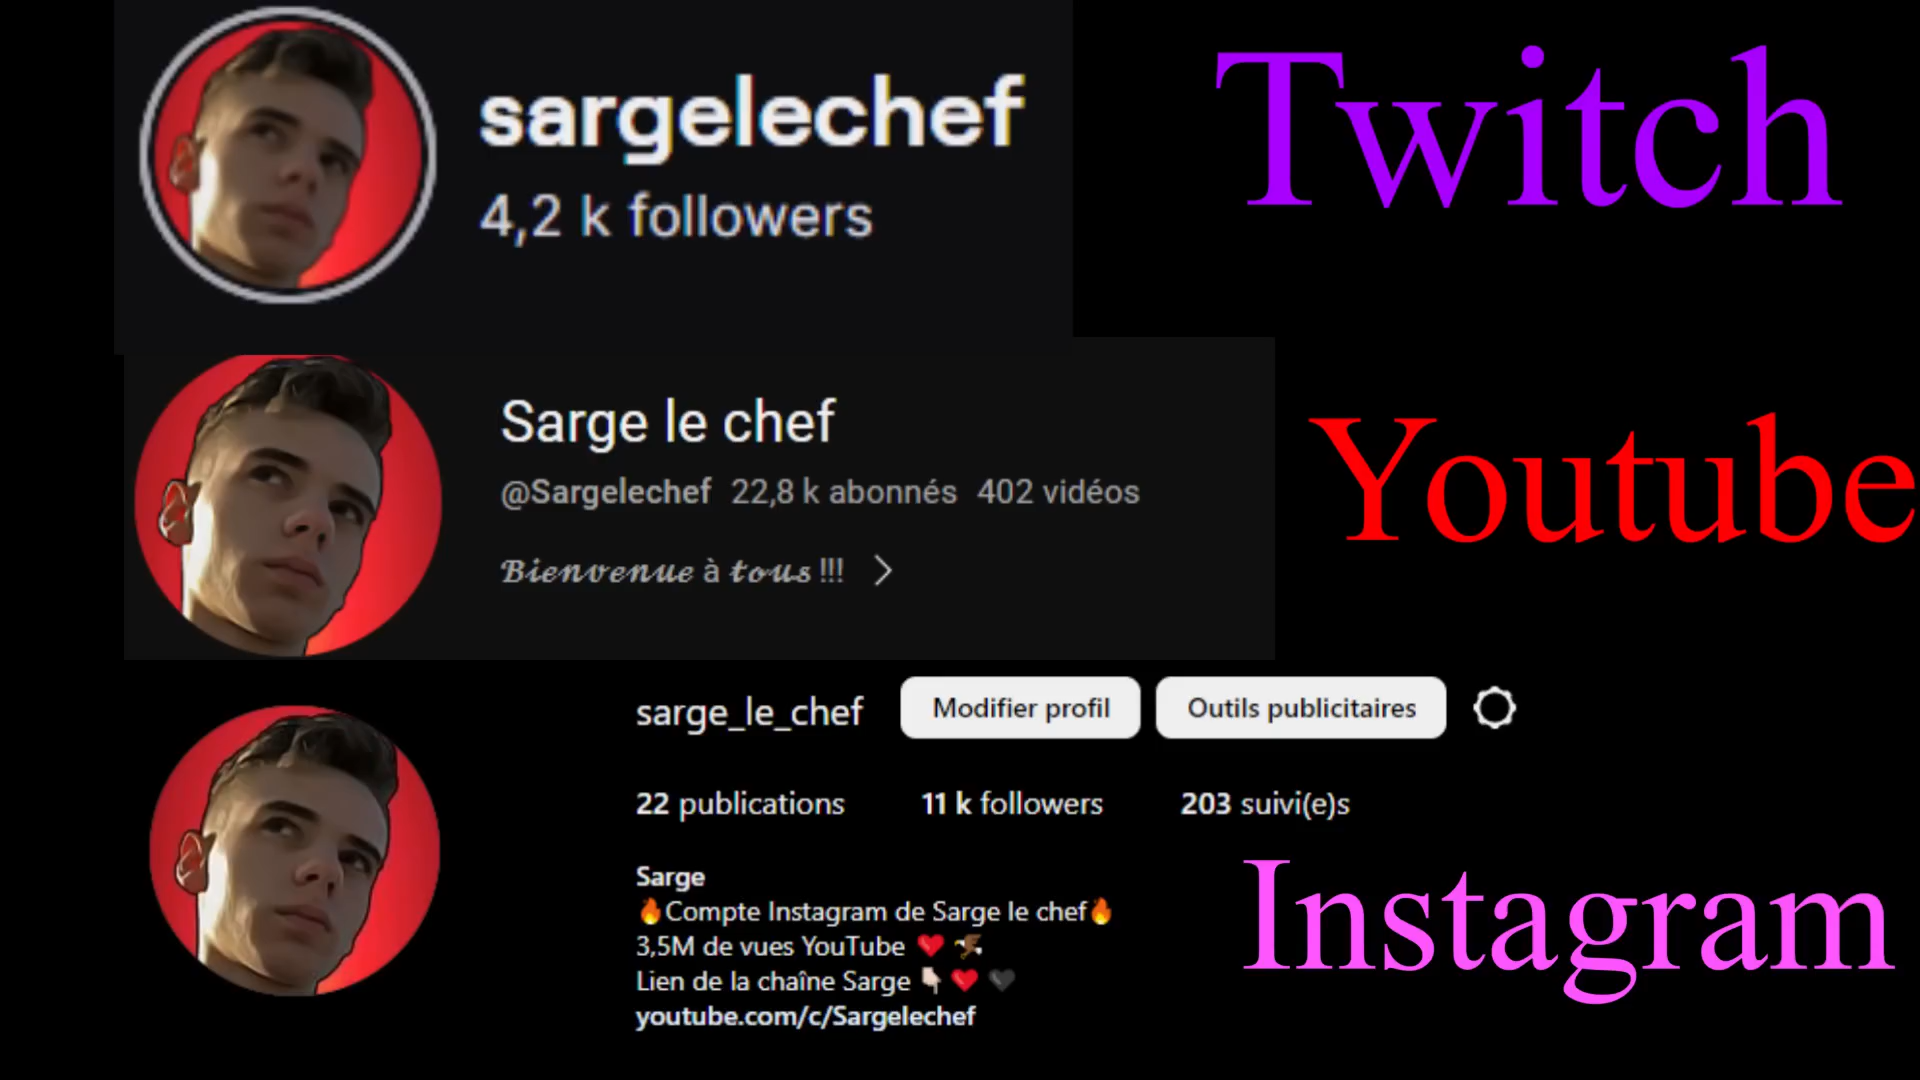 sargelechef
4,2 k followers
Twitch
Sarge le chef
@Sargelechef 22,8 k abonnés 402 vidéos
𝓑𝓲𝓮𝓷𝓿𝓮𝓷𝓾𝓮 à 𝓽𝓸𝓾𝓼 !!!
Youtube
sarge_le_chef Modifier profil Outils publicitaires
22 publications 11 k followers 203 suivi(e)s
Sarge
🔥Compte Instagram de Sarge le chef🔥
3,5M de vues YouTube ❤️ 🦅
Lien de la chaîne Sarge 👇🏻❤️🖤
youtube.com/c/Sargelechef
Instagram